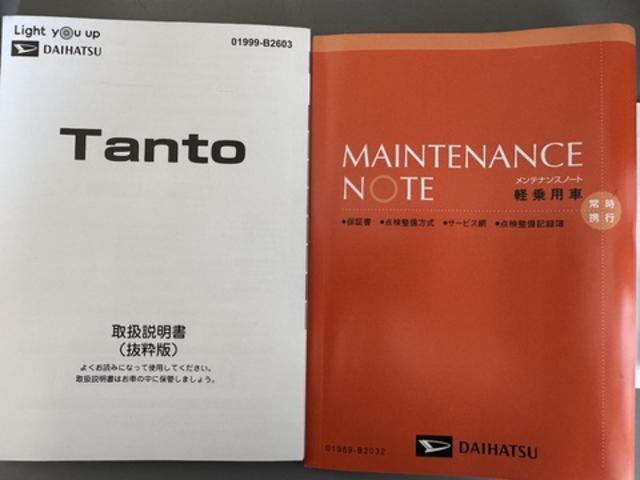 Light you up
DAIHATSU
01999-B2603
Tanto
取扱説明書
（抜粋版）
よくお読みになって使用してください。
取扱説明書はお車の中に保管しましょう。
MAINTENANCE
NOTE
メンテナンスノート
軽乗用車
常時
携行
●保証書 ●点検整備方式 ●サービス網 ●点検整備記録簿
01989-B2032
DAIHATSU